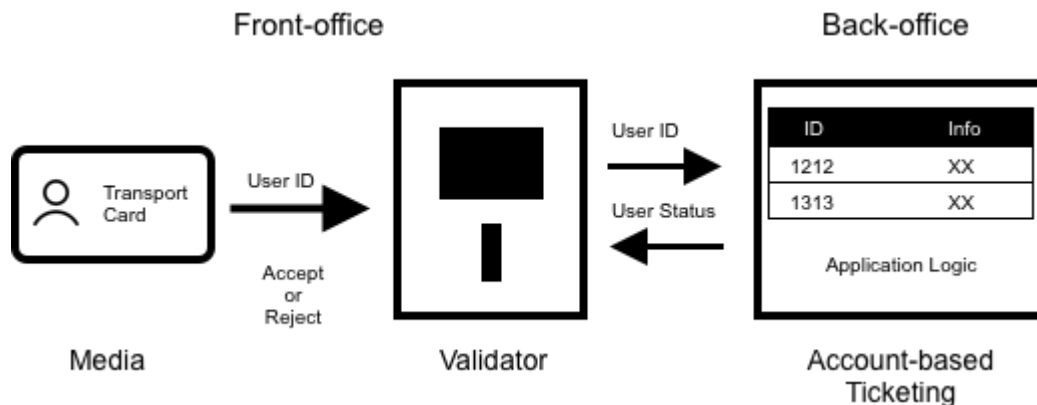 Front-office
Back-office
Transport
Card
User ID
Accept
or
Reject
User ID
User Status
ID Info
1212 XX
1313 XX
Application Logic
Media
Validator
Account-based
Ticketing